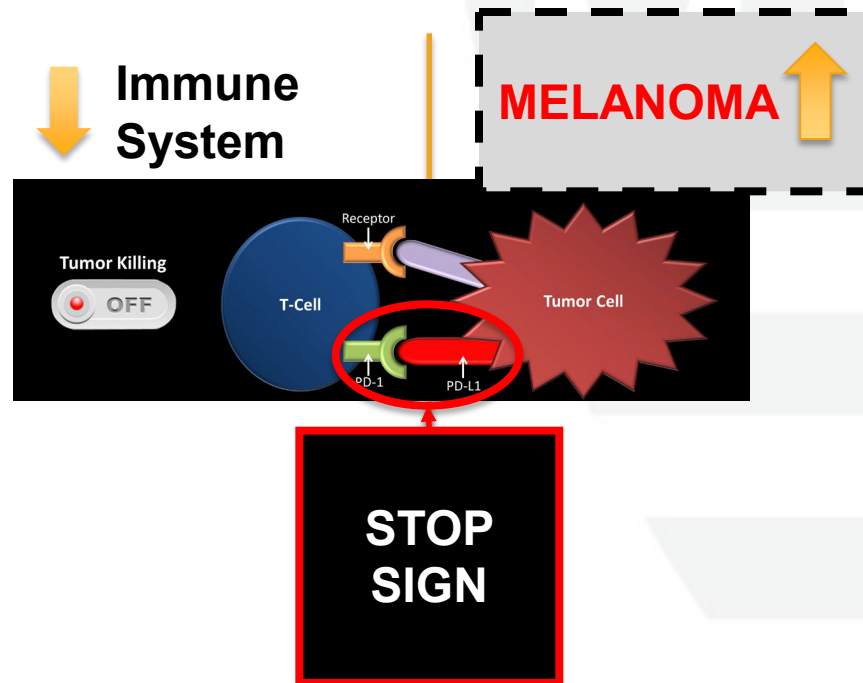 Immune
System
MELANOMA
Receptor
Tumor Killing
OFF
T-Cell
Tumor Cell
PD-1
PD-L1
STOP
SIGN